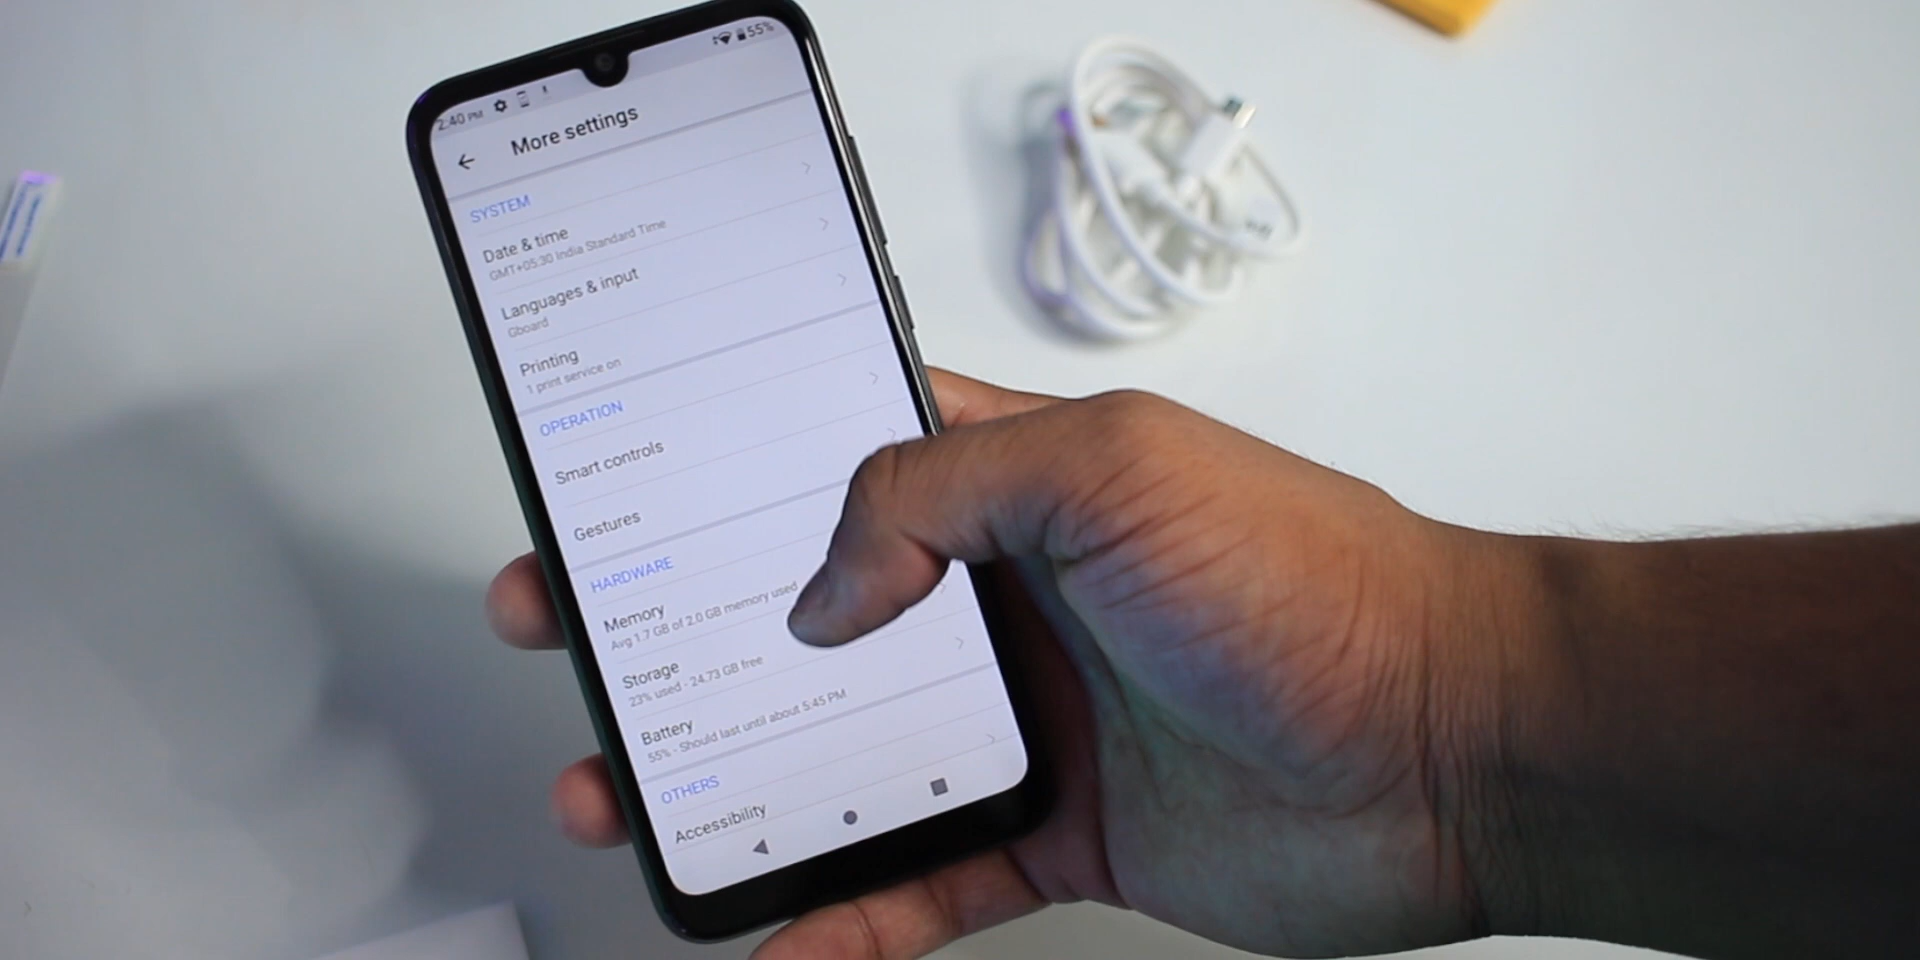 2:40 PM
55%
More settings
SYSTEM
Date & time
GMT+05:30 India Standard Time
Languages & input
Gboard
Printing
1 print service on
OPERATION
Smart controls
Gestures
HARDWARE
Memory
Avg 1.7 GB of 2.0 GB memory used
Storage
23% used - 24.73 GB free
Battery
55% - Should last until about 5:45 PM
OTHERS
Accessibility